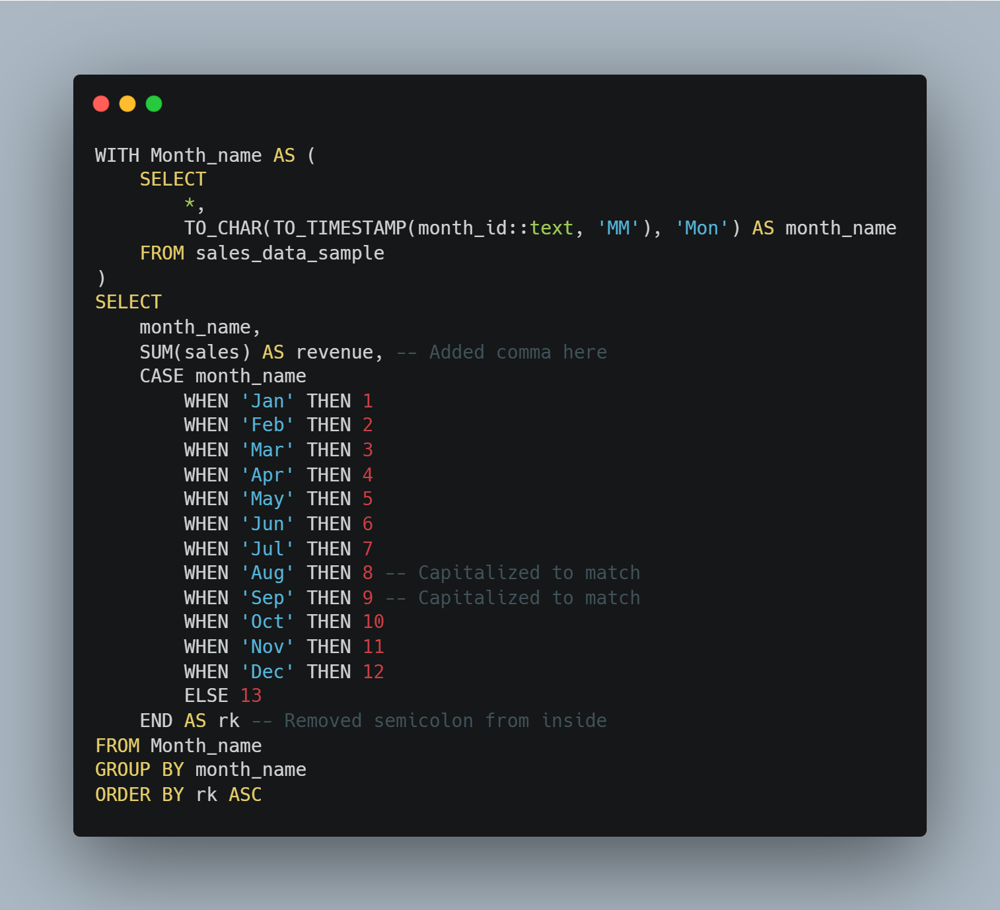 WITH Month_name AS (
    SELECT
        *,
        TO_CHAR(TO_TIMESTAMP(month_id::text, 'MM'), 'Mon') AS month_name
    FROM sales_data_sample
)
SELECT
    month_name,
    SUM(sales) AS revenue, -- Added comma here
    CASE month_name
        WHEN 'Jan' THEN 1
        WHEN 'Feb' THEN 2
        WHEN 'Mar' THEN 3
        WHEN 'Apr' THEN 4
        WHEN 'May' THEN 5
        WHEN 'Jun' THEN 6
        WHEN 'Jul' THEN 7
        WHEN 'Aug' THEN 8 -- Capitalized to match
        WHEN 'Sep' THEN 9 -- Capitalized to match
        WHEN 'Oct' THEN 10
        WHEN 'Nov' THEN 11
        WHEN 'Dec' THEN 12
        ELSE 13
    END AS rk -- Removed semicolon from inside
FROM Month_name
GROUP BY month_name
ORDER BY rk ASC